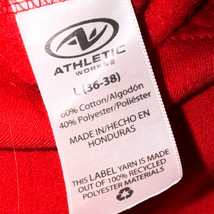 ATHLETIC
WORKS®
L (36-38)
60% Cotton/Algodón
40% Polyester/Poliéster
MADE IN/HECHO EN
HONDURAS
THIS LABEL YARN IS MADE
OUT OF 100% RECYCLED
POLYESTER MATERIALS